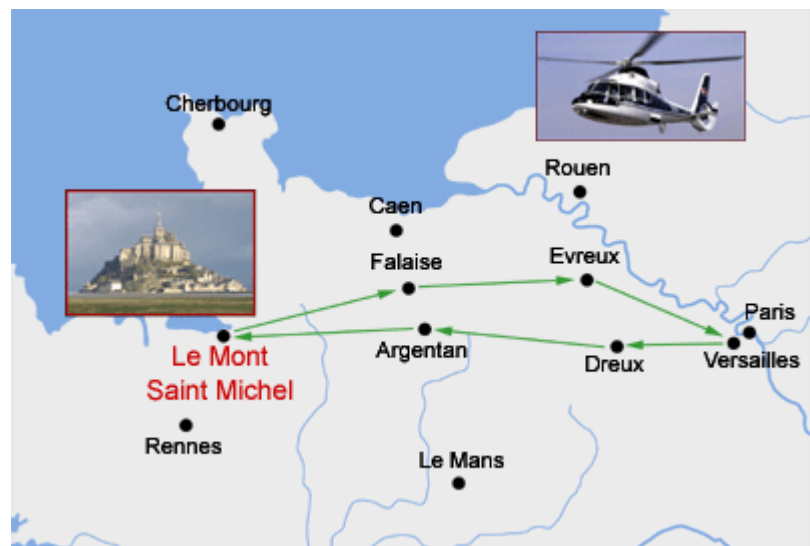 Cherbourg
Rouen
Caen
Falaise
Evreux
Paris
Versailles
Dreux
Argentan
Le Mont
Saint Michel
Rennes
Le Mans